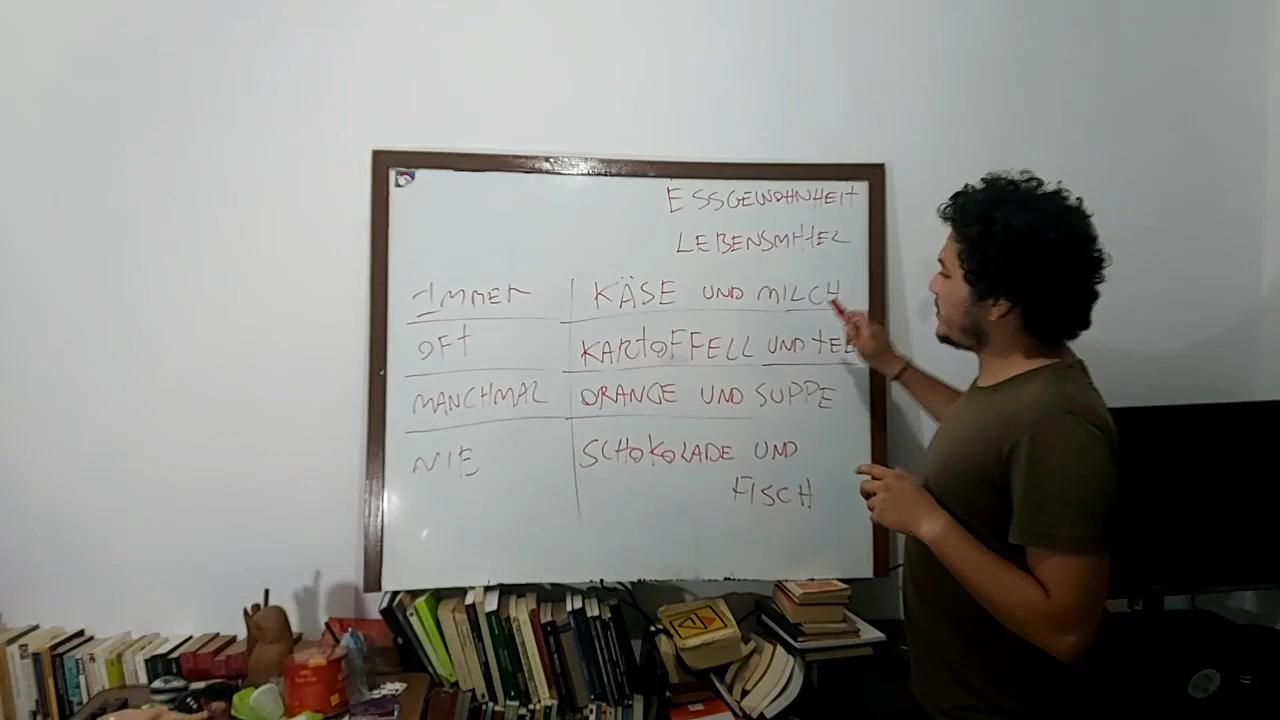 ESSGEWOHNHEIT
LEBENSMITTEL
IMMER | KÄSE UND MILCH
OFT KARTOFFELL UND TEE
MANCHMAL ORANGE UND SUPPE
NIE SCHOKOLADE UND
FISCH